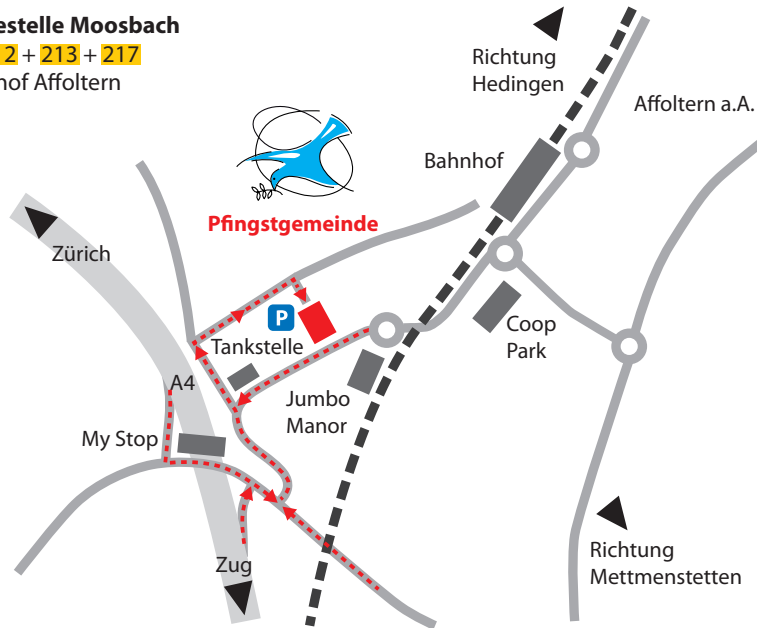 estelle Moosbach
2 + 213 + 217
hof Affoltern
Richtung
Hedingen
Affoltern a.A.
Bahnhof
Pfingstgemeinde
Zürich
P
Tankstelle
Coop
Park
A4
Jumbo
Manor
My Stop
Zug
Richtung
Mettmenstetten